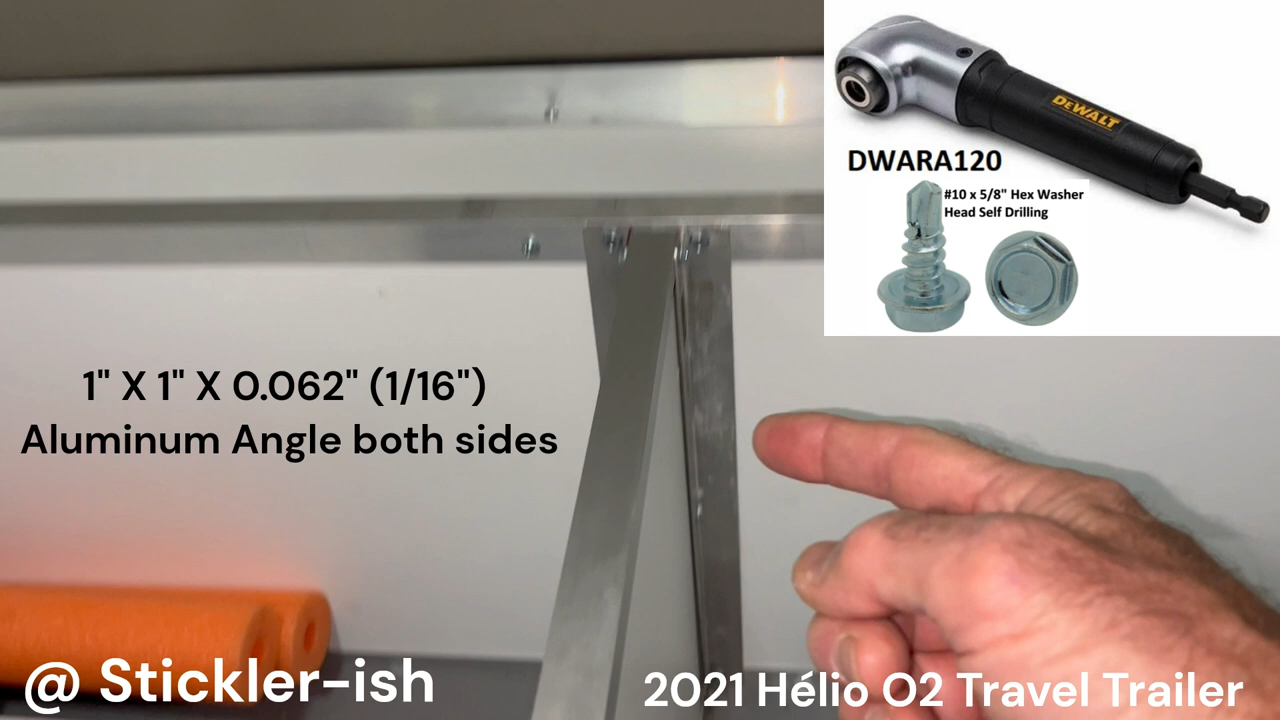 DEWALT
DWARA120
#10 x 5/8" Hex Washer
Head Self Drilling
1" X 1" X 0.062" (1/16")
Aluminum Angle both sides
@ Stickler-ish
2021 Hélio O2 Travel Trailer